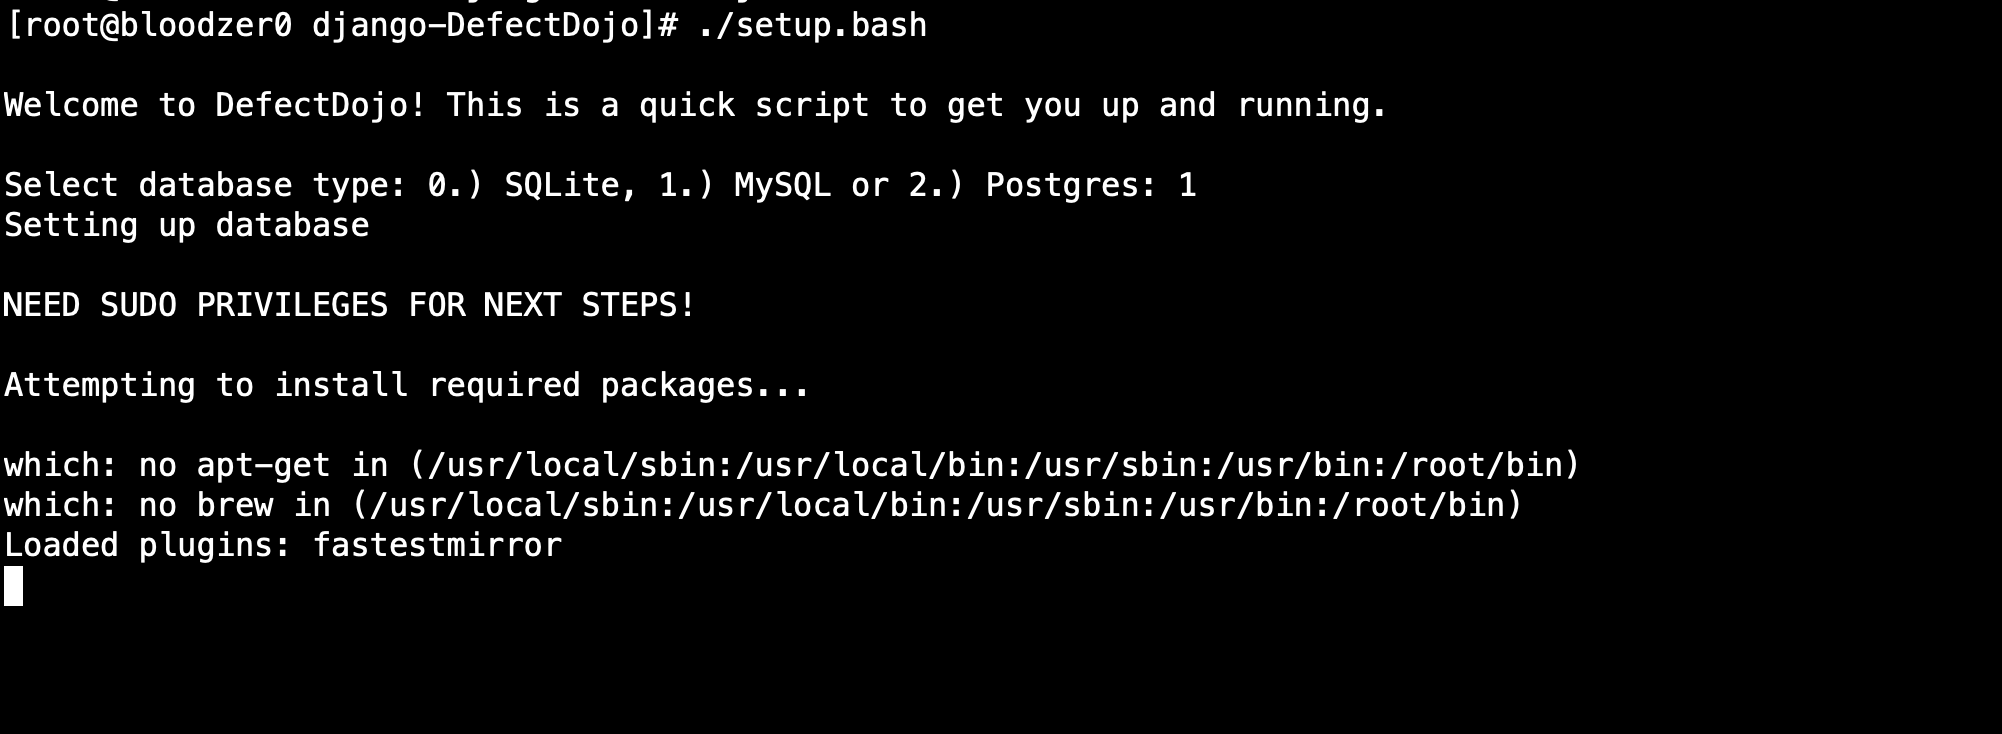 [root@bloodzer0 django-DefectDojo]# ./setup.bash
Welcome to DefectDojo! This is a quick script to get you up and running.
Select database type: 0.) SQLite, 1.) MySQL or 2.) Postgres: 1
Setting up database
NEED SUDO PRIVILEGES FOR NEXT STEPS!
Attempting to install required packages...
which: no apt-get in (/usr/local/sbin:/usr/local/bin:/usr/sbin:/usr/bin:/root/bin)
which: no brew in (/usr/local/sbin:/usr/local/bin:/usr/sbin:/usr/bin:/root/bin)
Loaded plugins: fastestmirror